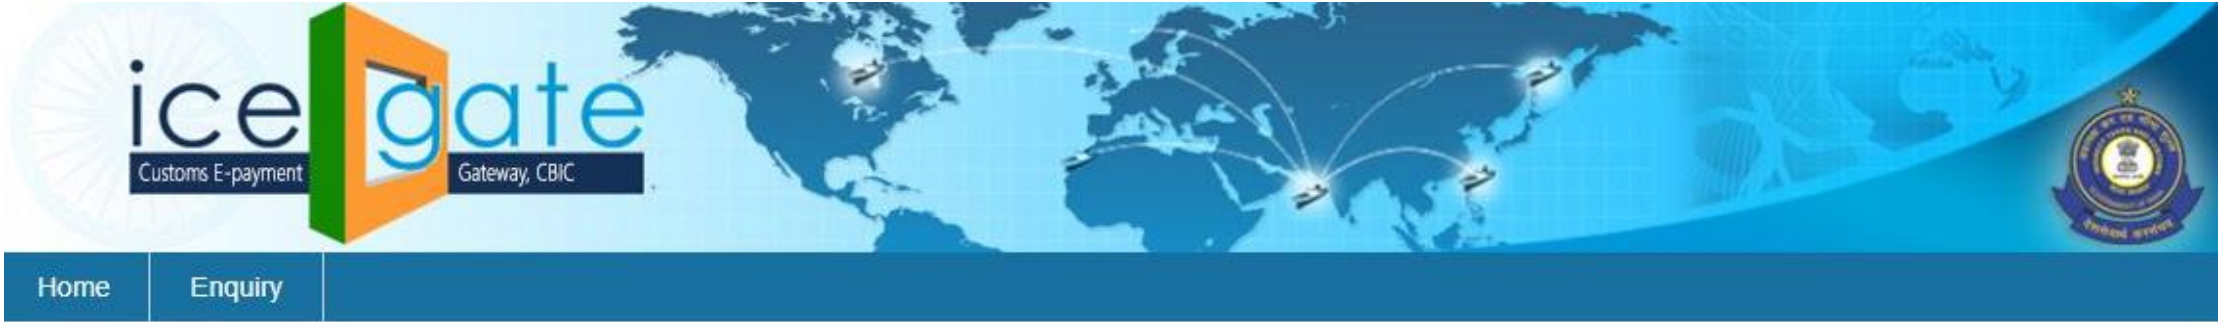 ice gate
Customs E-payment Gateway, CBIC
Home Enquiry